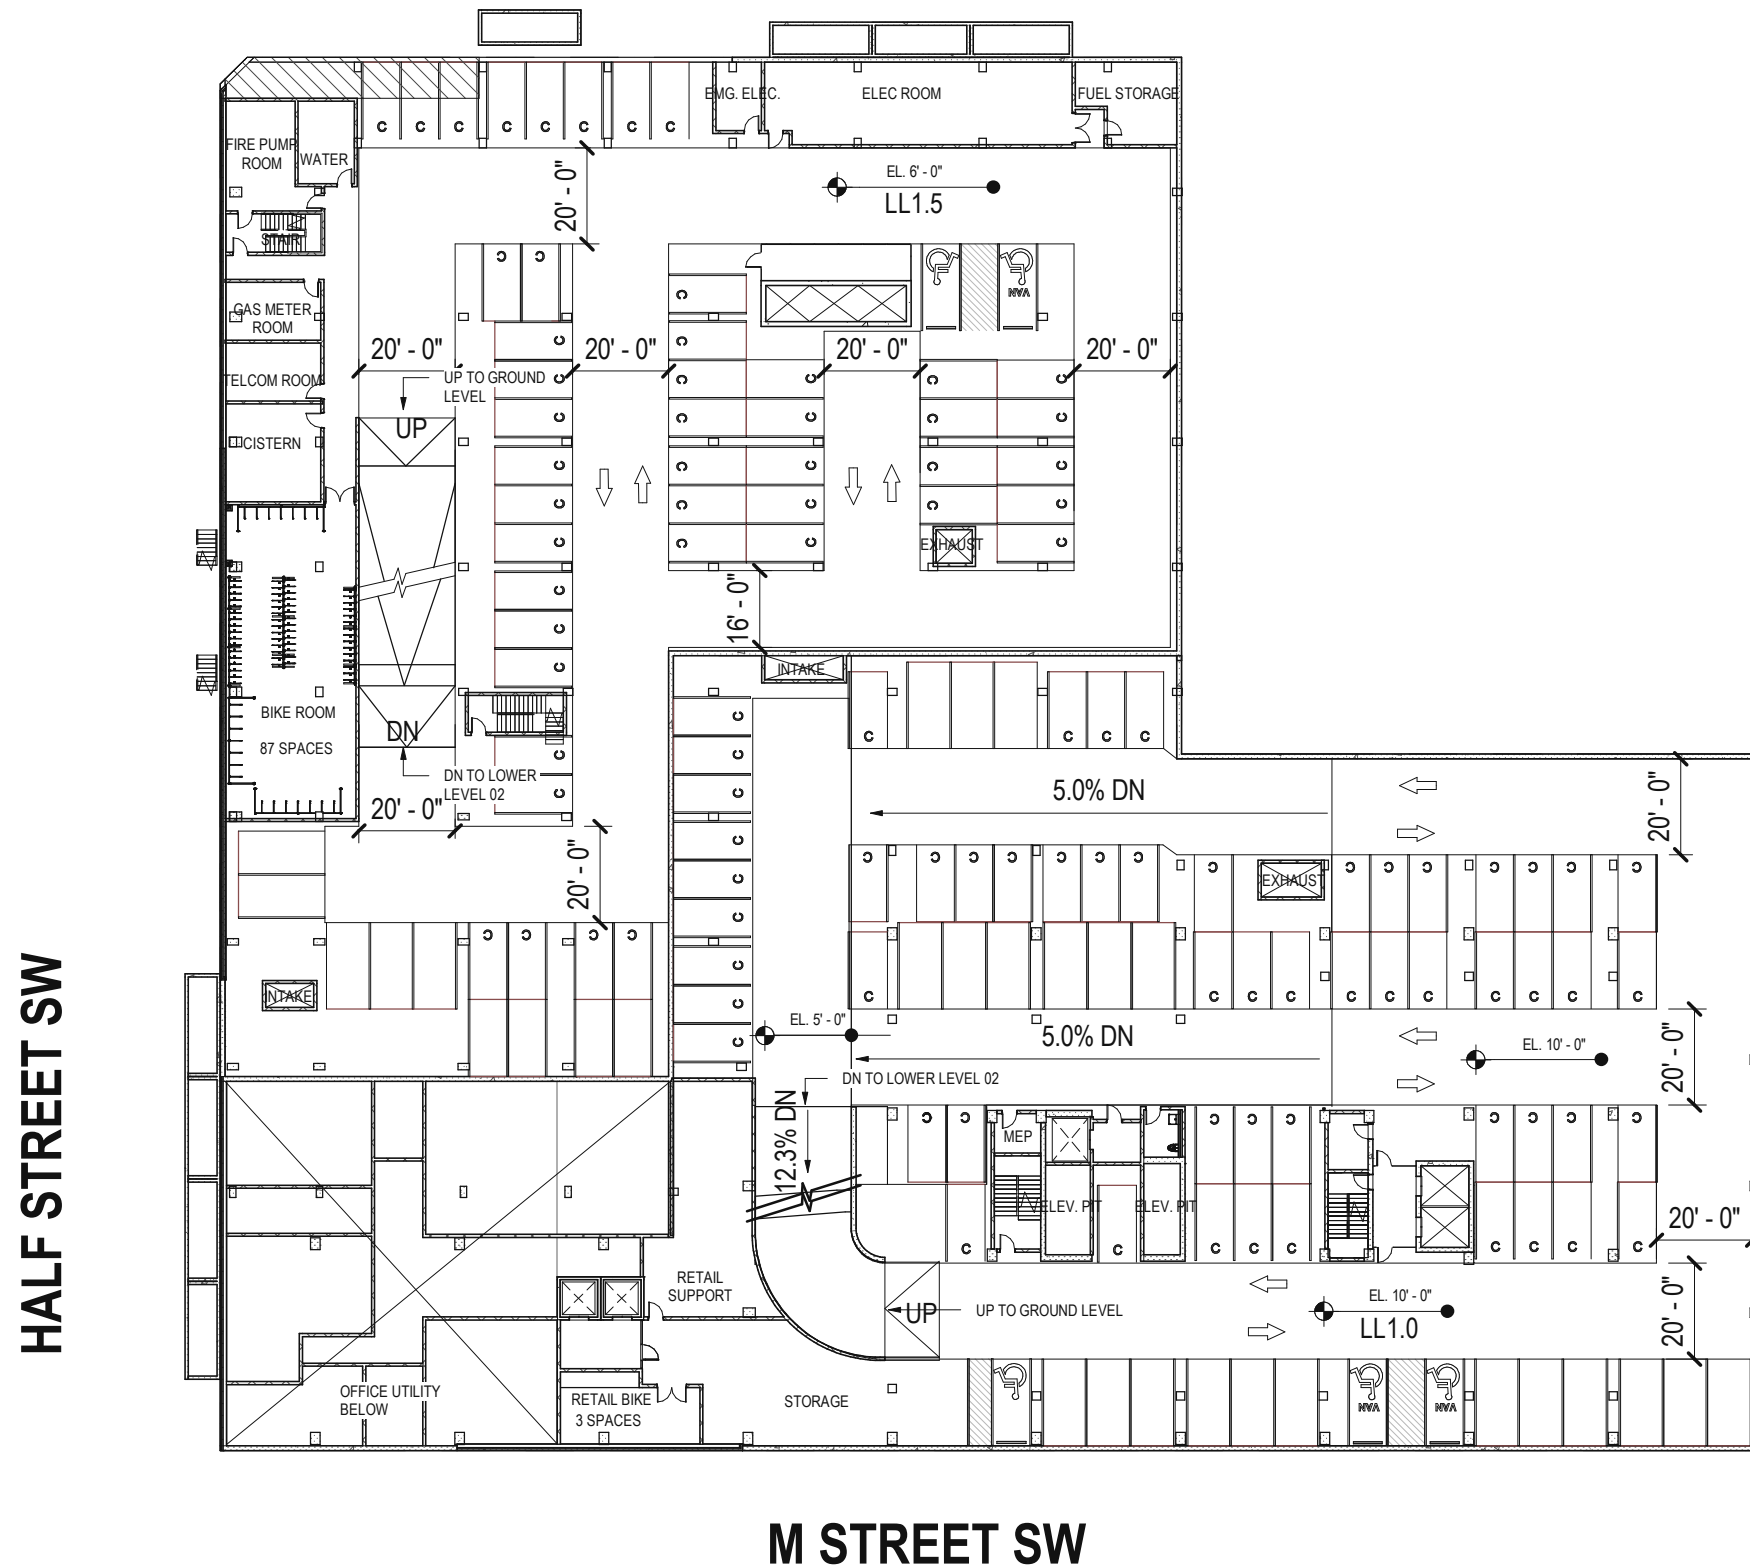 EMG. ELEC.
ELEC ROOM
FUEL STORAGE
C C C C C C C C
FIRE PUMP
ROOM
WATER
20' - 0"
EL. 6' - 0"
LL1.5
STAIR
C C
VAN
C
GAS METER
ROOM
C C
20' - 0"
20' - 0"
20' - 0"
20' - 0"
TELCOM ROOM
UP TO GROUND
LEVEL
C C C C C
UP
C C C C C
CISTERN
C C C C C
C C C C C
EXHAUST
C C C C
C
16' - 0"
C
C
INTAKE
BIKE ROOM
87 SPACES
C
DN
C C C C
C
DN TO LOWER
LEVEL 02
C
C
5.0% DN
20' - 0"
20' - 0"
20' - 0"
C
C C C C C C C
C C C C C C C C
EXHAUST
C
C
C C C C
C
INTAKE
C
C
C C C C C C C C
EL. 5' - 0"
C
5.0% DN
EL. 10' - 0"
20' - 0"
DN TO LOWER LEVEL 02
12.3% DN
C C C C C C C C C
MEP
ELEV. PIT
ELEV. PIT
20' - 0"
C C C C C C C C C
RETAIL
SUPPORT
UP
UP TO GROUND LEVEL
EL. 10' - 0"
LL1.0
20' - 0"
OFFICE UTILITY
BELOW
RETAIL BIKE
3 SPACES
STORAGE
VAN
VAN
HALF STREET SW
M STREET SW